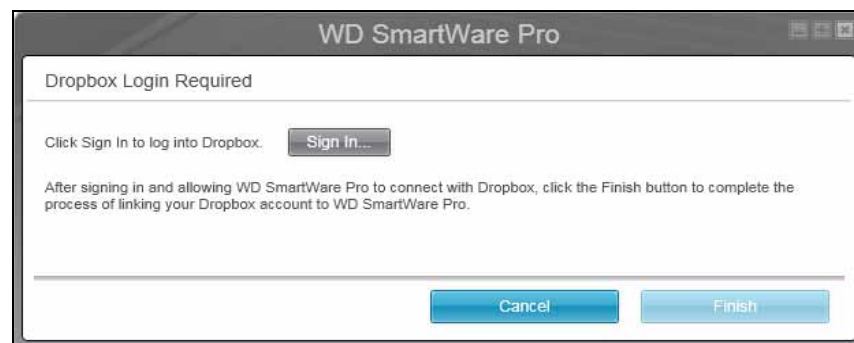 WD SmartWare Pro
Dropbox Login Required
Click Sign In to log into Dropbox. Sign In...
After signing in and allowing WD SmartWare Pro to connect with Dropbox, click the Finish button to complete the
process of linking your Dropbox account to WD SmartWare Pro.
Cancel Finish